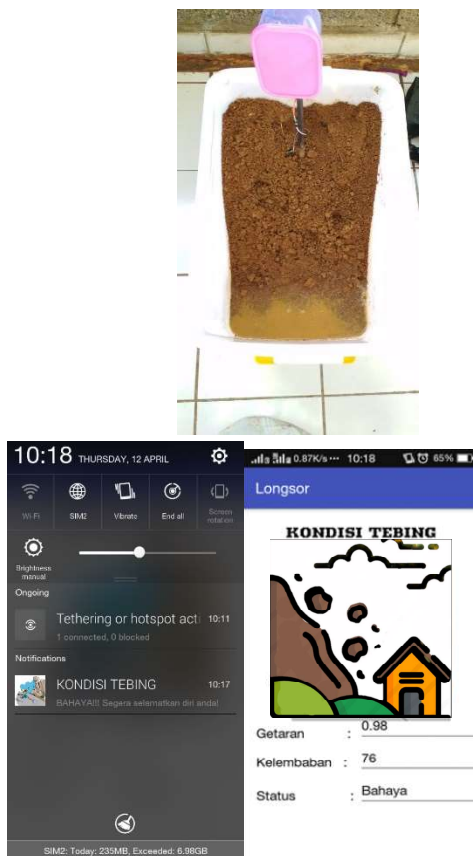 10:18 THURSDAY, 12 APRIL
Wi-Fi SIM2 Vibrate End all Screen rotation
Brightness manual
Ongoing
Tethering or hotspot acti 10:11
1 connected, 0 blocked
Notifications
KONDISI TEBING 10:17
BAHAYA!!! Segera selamatkan diri anda!
SIM2: Today: 235MB, Exceeded: 6.98GB
0.87K/s 10:18 65%
Longsor
KONDISI TEBING
Getaran : 0.98
Kelembaban : 76
Status : Bahaya